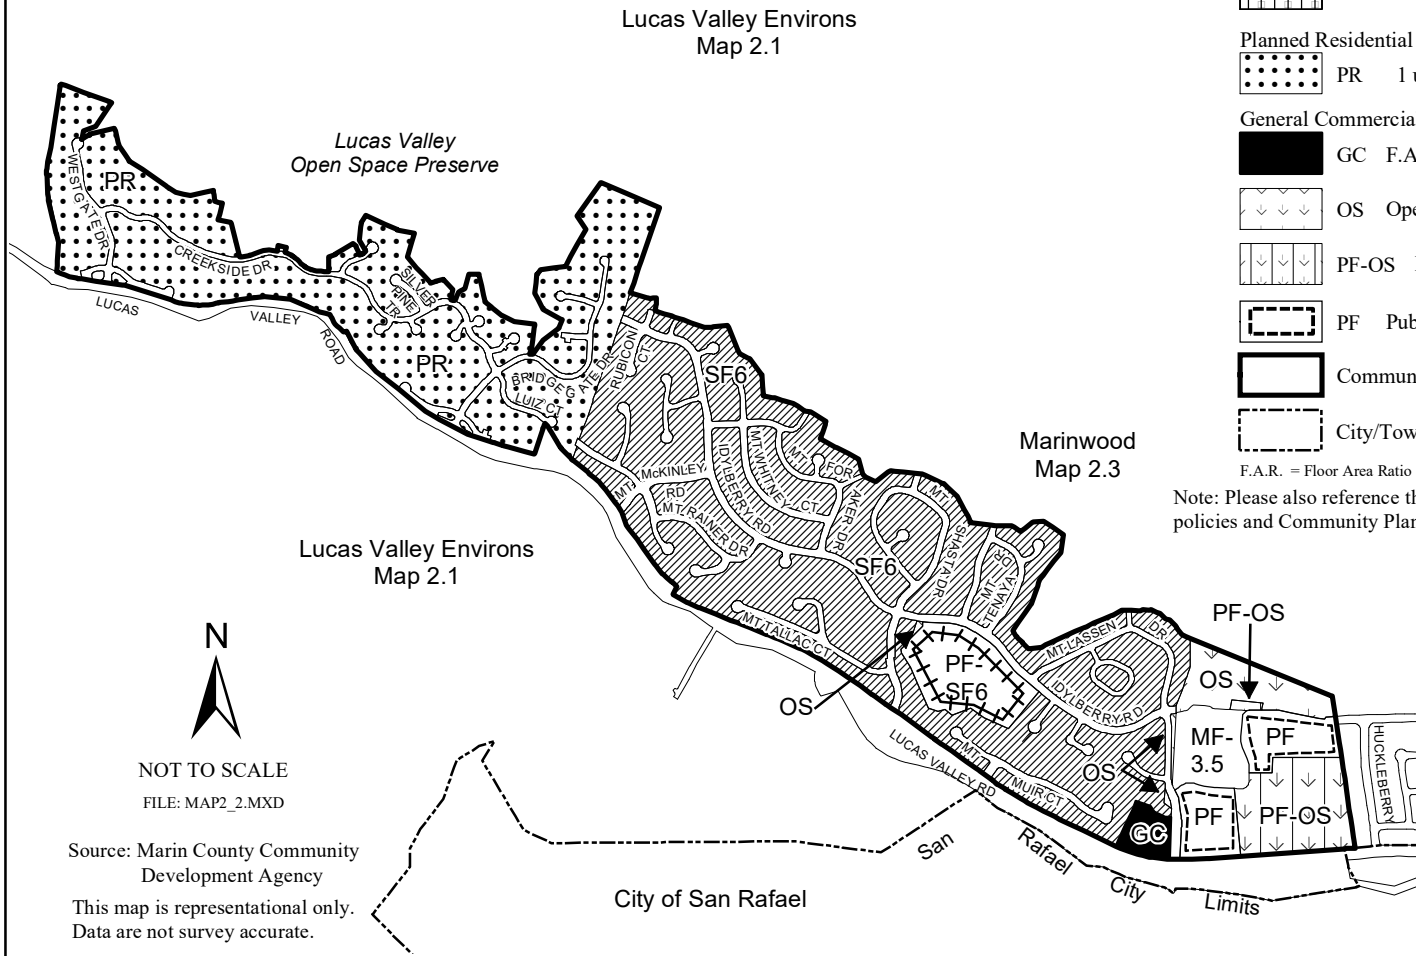 Lucas Valley Environs
Map 2.1
Planned Residential
PR 1 u
General Commercia
GC F.A
OS Ope
PF-OS
PF Pub
Commun
City/Tow
F.A.R. = Floor Area Ratio
Note: Please also reference th
policies and Community Plan
Lucas Valley
Open Space Preserve
PR
WESTGATE DR
CREEKSIDE DR
LUCAS
VALLEY
ROAD
SILVER
PINE
TR
PR
BRIDGEGATE DR
LUIZ CT
RUBICON
CT
SF6
Marinwood
Map 2.3
MT WHITNEY
CT
MT FORAKER DR
IDYLBERRY RD
MT McKINLEY
RD
MT RAINER DR
MT SHASTA DR
SF6
MT TENAYA
DR
Lucas Valley Environs
Map 2.1
MT TALLAC CT
PF-
SF6
OS
MT LASSEN DR
IDYLBERRY RD
PF-OS
OS
MF-
3.5
PF
HUCKLEBERRY
OS
LUCAS VALLEY RD
MT MUIR CT
GC
PF
PF-OS
N
NOT TO SCALE
FILE: MAP2_2.MXD
Source: Marin County Community
Development Agency
This map is representational only.
Data are not survey accurate.
City of San Rafael
San Rafael City Limits